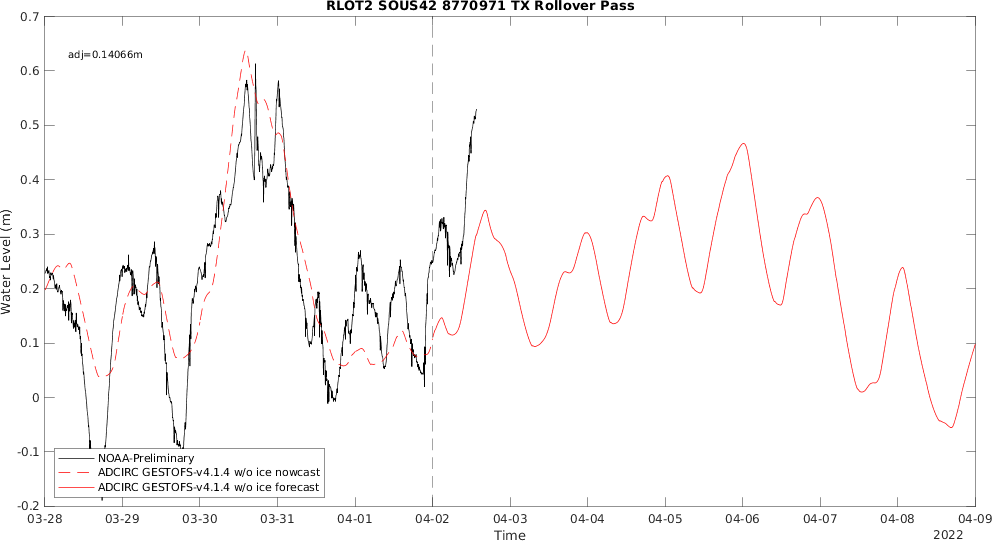 RLOT2 SOUS42 8770971 TX Rollover Pass
0.7
adj=0.14066m
0.6
0.5
0.4
0.3
0.2
0.1
0
-0.1
-0.2
Water Level (m)
NOAA-Preliminary
ADCIRC GESTOFS-v4.1.4 w/o ice nowcast
ADCIRC GESTOFS-v4.1.4 w/o ice forecast
03-28 03-29 03-30 03-31 04-01 04-02 04-03 04-04 04-05 04-06 04-07 04-08 04-09
Time
2022